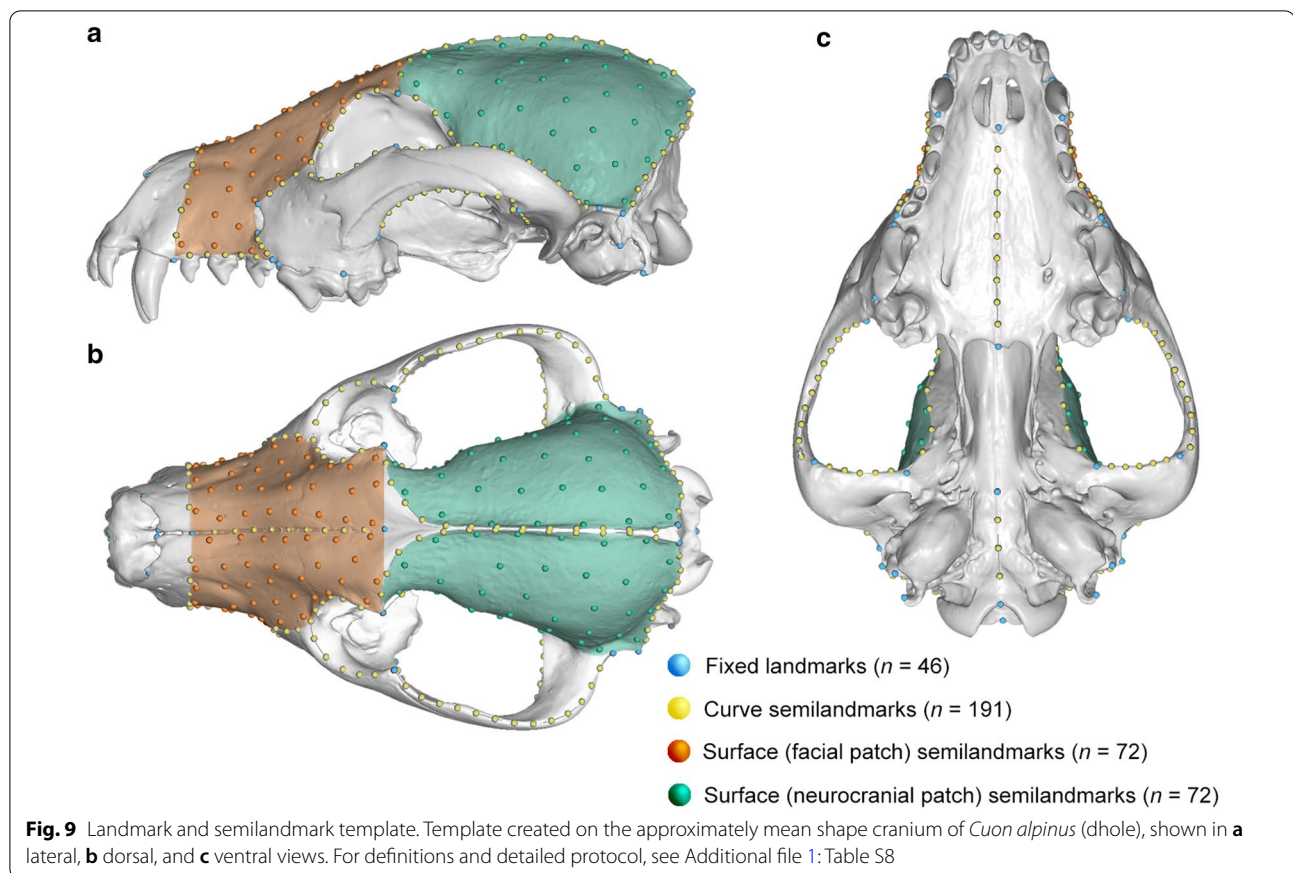 a
c
b
Fixed landmarks (n = 46)
Curve semilandmarks (n = 191)
Surface (facial patch) semilandmarks (n = 72)
Surface (neurocranial patch) semilandmarks (n = 72)
Fig. 9 Landmark and semilandmark template. Template created on the approximately mean shape cranium of Cuon alpinus (dhole), shown in a
lateral, b dorsal, and c ventral views. For definitions and detailed protocol, see Additional file 1: Table S8